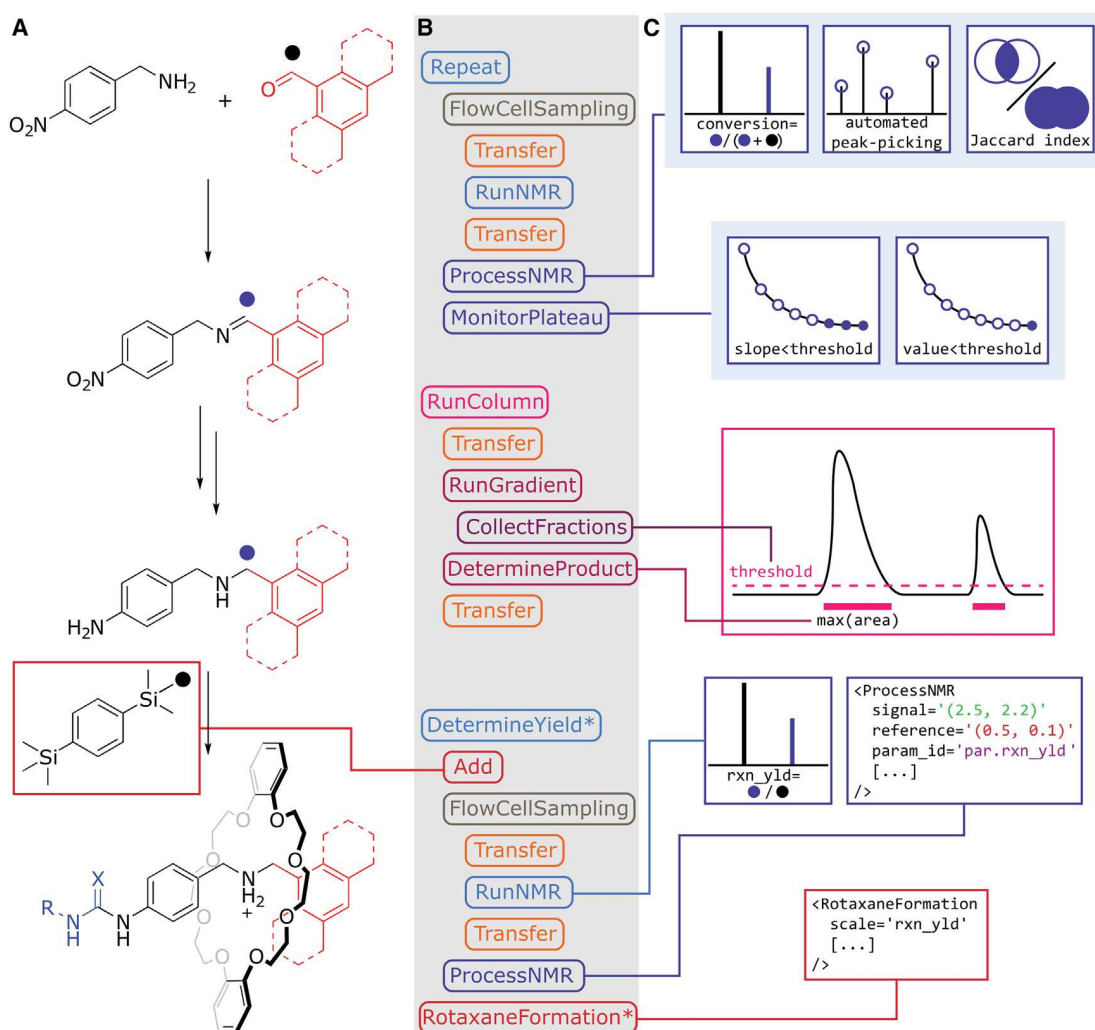 A
NH2
O
+
O2N
N
O2N
N
H
H2N
Si
Si
O
O
O
O
O
O
O
O
X
R
N
H
N
H
N
H2
+
B
Repeat
FlowCellSampling
Transfer
RunNMR
Transfer
ProcessNMR
MonitorPlateau
RunColumn
Transfer
RunGradient
CollectFractions
DetermineProduct
Transfer
DetermineYield*
Add
FlowCellSampling
Transfer
RunNMR
Transfer
ProcessNMR
RotaxaneFormation*
C
conversion=
/( + )
automated
peak-picking
Jaccard index
slope<threshold
value<threshold
threshold
max(area)
rxn_yld=
/
<ProcessNMR
signal='(2.5, 2.2)'
reference='(0.5, 0.1)'
param_id='par.rxn_yld'
[...]
/>
<RotaxaneFormation
scale='rxn_yld'
[...]
/>